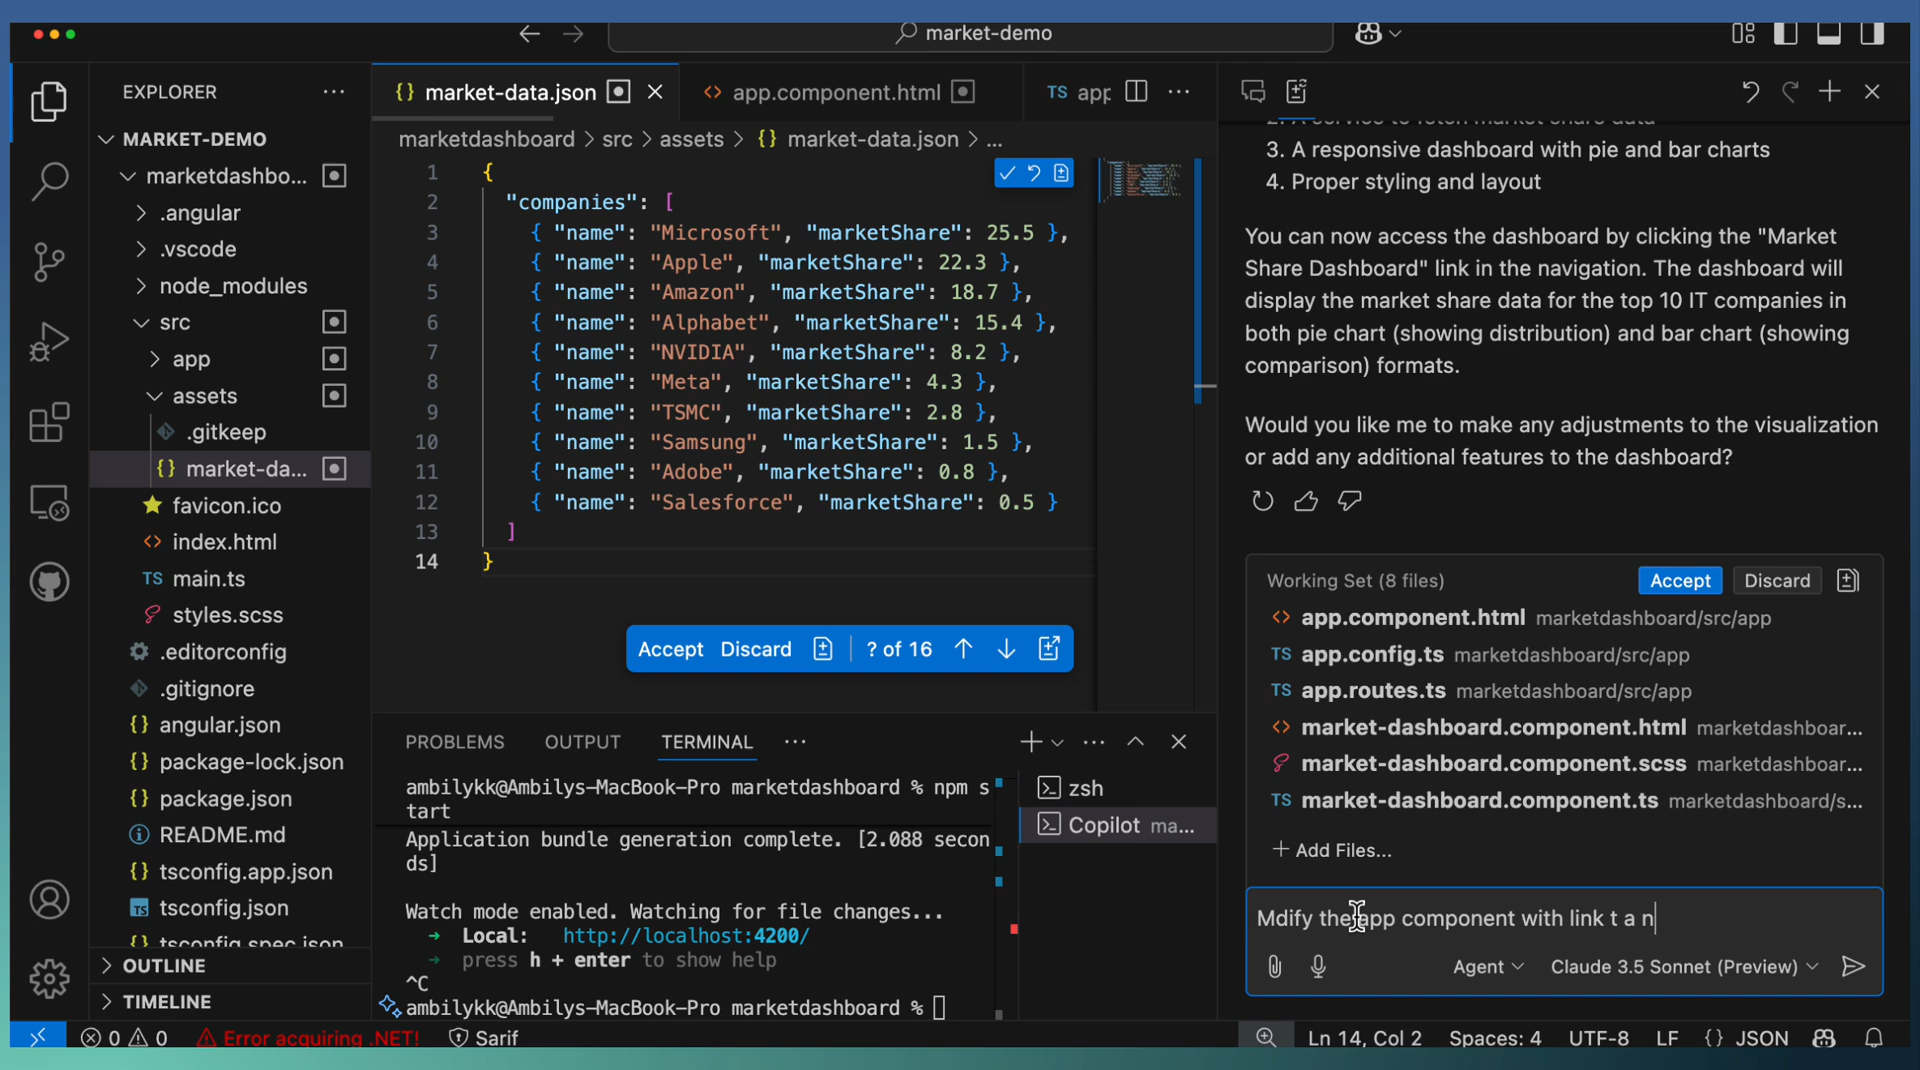 market-demo
EXPLORER
MARKET-DEMO
marketdashbo...
.angular
.vscode
node_modules
src
app
assets
.gitkeep
{} market-da...
favicon.ico
<> index.html
TS main.ts
styles.scss
.editorconfig
.gitignore
{} angular.json
{} package-lock.json
{} package.json
README.md
{} tsconfig.app.json
TS tsconfig.json
{} tsconfig.spec.json
OUTLINE
TIMELINE
{} market-data.json
<> app.component.html
TS app
marketdashboard > src > assets > {} market-data.json > ...
1 {
2 "companies": [
3 { "name": "Microsoft", "marketShare": 25.5 },
4 { "name": "Apple", "marketShare": 22.3 },
5 { "name": "Amazon", "marketShare": 18.7 },
6 { "name": "Alphabet", "marketShare": 15.4 },
7 { "name": "NVIDIA", "marketShare": 8.2 },
8 { "name": "Meta", "marketShare": 4.3 },
9 { "name": "TSMC", "marketShare": 2.8 },
10 { "name": "Samsung", "marketShare": 1.5 },
11 { "name": "Adobe", "marketShare": 0.8 },
12 { "name": "Salesforce", "marketShare": 0.5 }
13 ]
14 }
Accept Discard ? of 16
PROBLEMS OUTPUT TERMINAL ...
ambilykk@Ambilys-MacBook-Pro marketdashboard % npm s
tart
Application bundle generation complete. [2.088 secon
ds]
Watch mode enabled. Watching for file changes...
→ Local: http://localhost:4200/
→ press h + enter to show help
^C
ambilykk@Ambilys-MacBook-Pro marketdashboard %
zsh
Copilot ma...
2. A service to fetch market share data
3. A responsive dashboard with pie and bar charts
4. Proper styling and layout
You can now access the dashboard by clicking the "Market
Share Dashboard" link in the navigation. The dashboard will
display the market share data for the top 10 IT companies in
both pie chart (showing distribution) and bar chart (showing
comparison) formats.
Would you like me to make any adjustments to the visualization
or add any additional features to the dashboard?
Working Set (8 files) Accept Discard
<> app.component.html marketdashboard/src/app
TS app.config.ts marketdashboard/src/app
TS app.routes.ts marketdashboard/src/app
<> market-dashboard.component.html marketdashboar...
market-dashboard.component.scss marketdashboar...
TS market-dashboard.component.ts marketdashboard/s...
+ Add Files...
Mdify the app component with link t a n
Agent Claude 3.5 Sonnet (Preview)
0 0 Error acquiring .NET! Sarif
Ln 14, Col 2 Spaces: 4 UTF-8 LF {} JSON